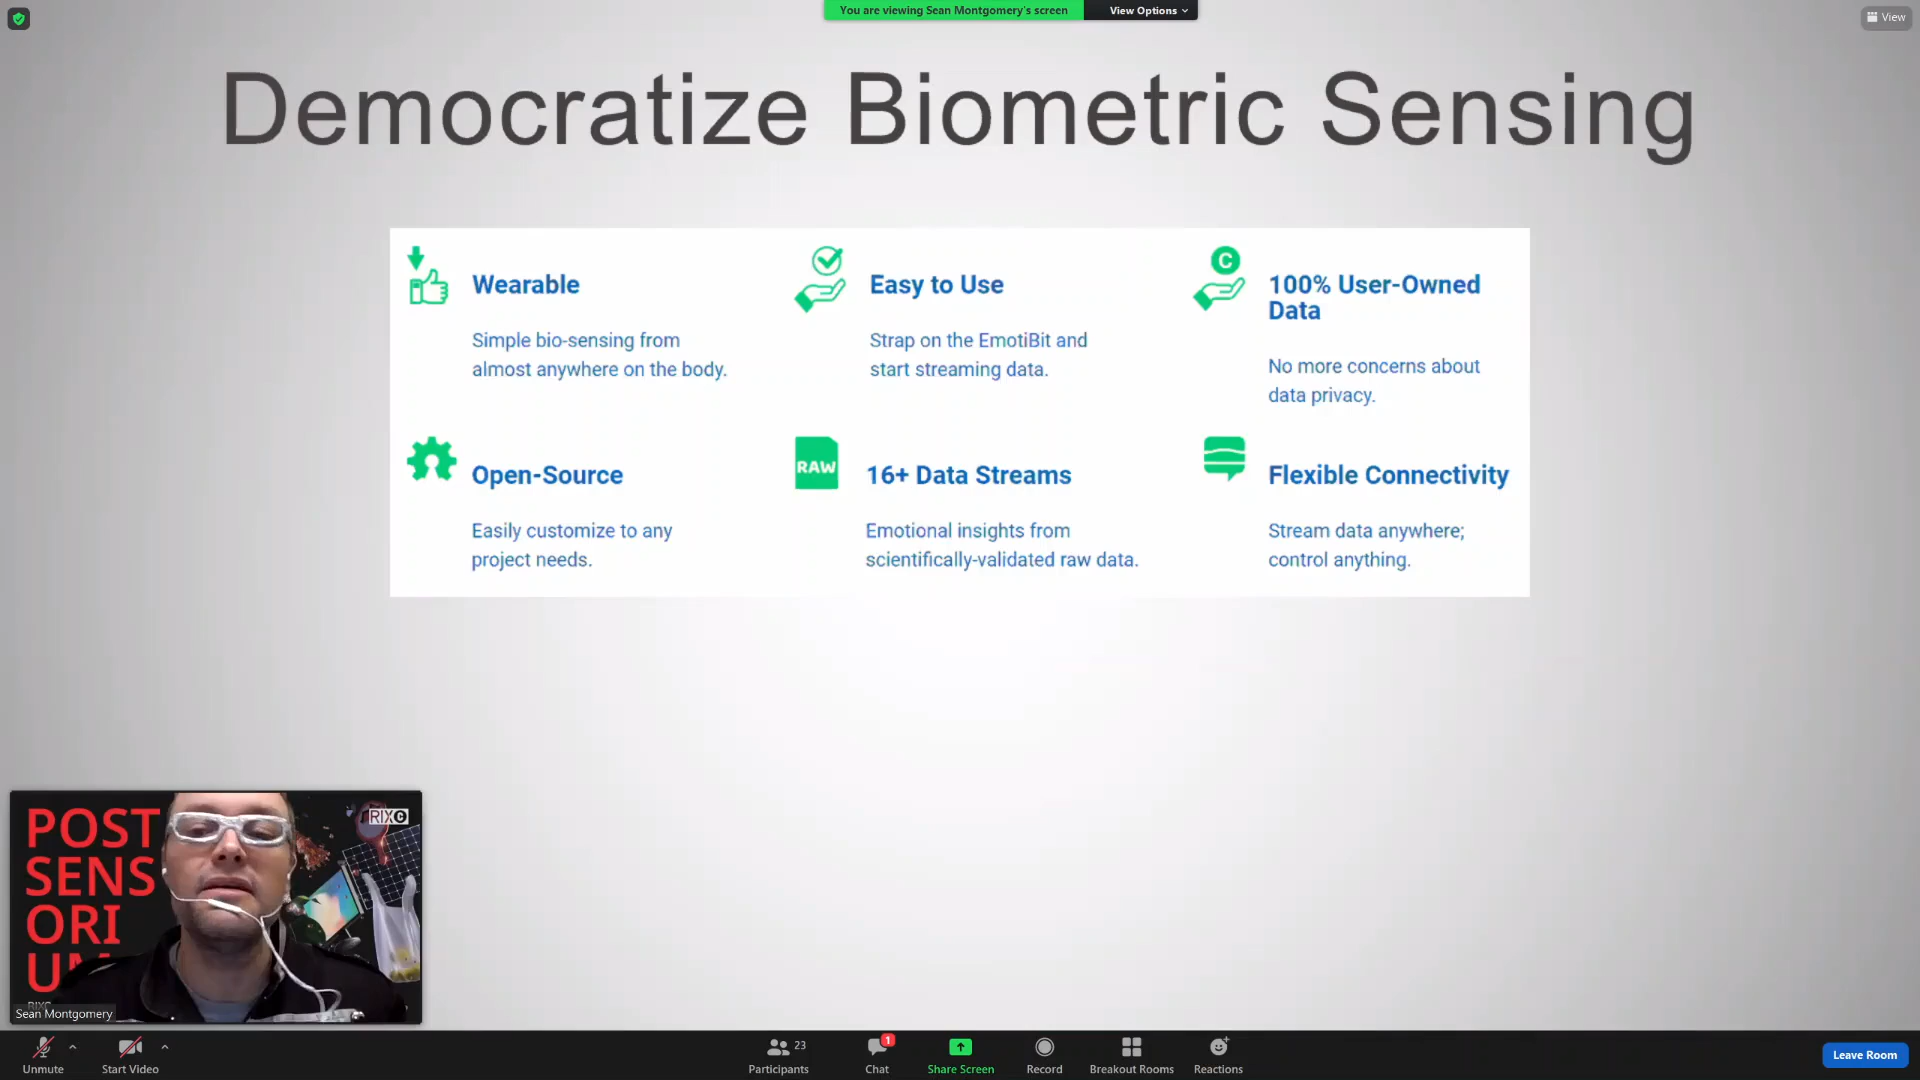 You are viewing Sean Montgomery's screen
View Options
View
Democratize Biometric Sensing
Wearable
Simple bio-sensing from
almost anywhere on the body.
Easy to Use
Strap on the EmotiBit and
start streaming data.
C
100% User-Owned
Data
No more concerns about
data privacy.
Open-Source
Easily customize to any
project needs.
RAW
16+ Data Streams
Emotional insights from
scientifically-validated raw data.
Flexible Connectivity
Stream data anywhere;
control anything.
POST
SENS
ORI
UM
RIXC
RIXC
Sean Montgomery
Unmute
Start Video
Participants
23
Chat
1
Share Screen
Record
Breakout Rooms
Reactions
Leave Room